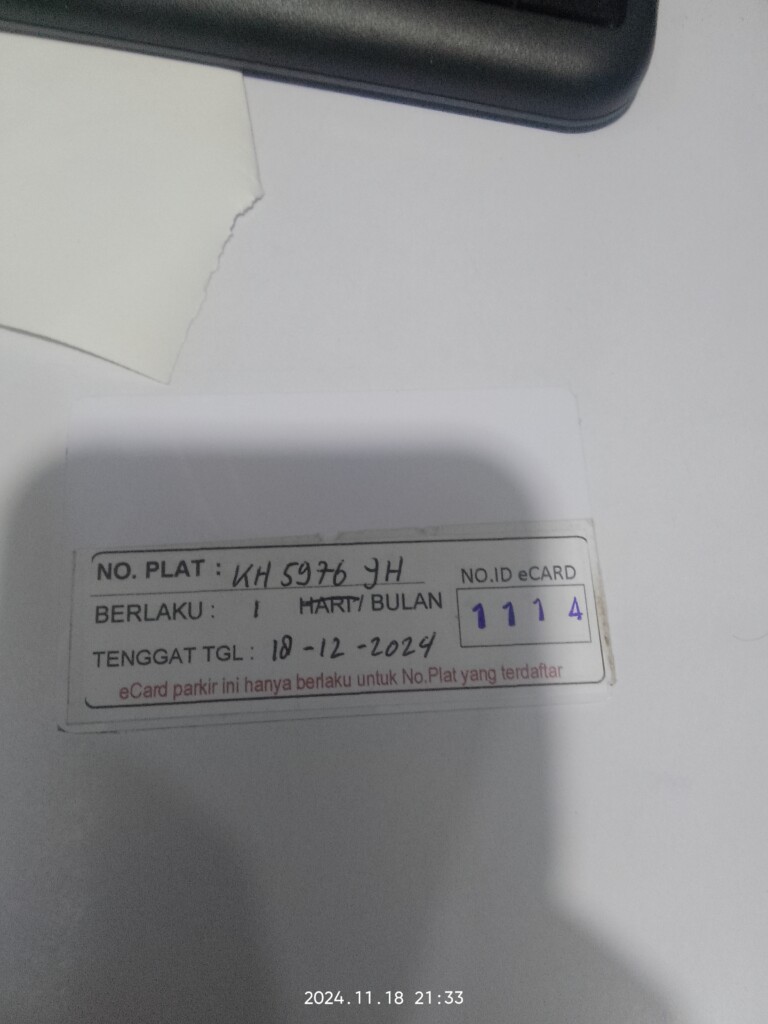 NO. PLAT : KH 5976 JH
NO.ID eCARD
BERLAKU : 1 HARI / BULAN
1114
TENGGAT TGL : 18-12-2024
eCard parkir ini hanya berlaku untuk No.Plat yang terdaftar
2024.11.18 21:33